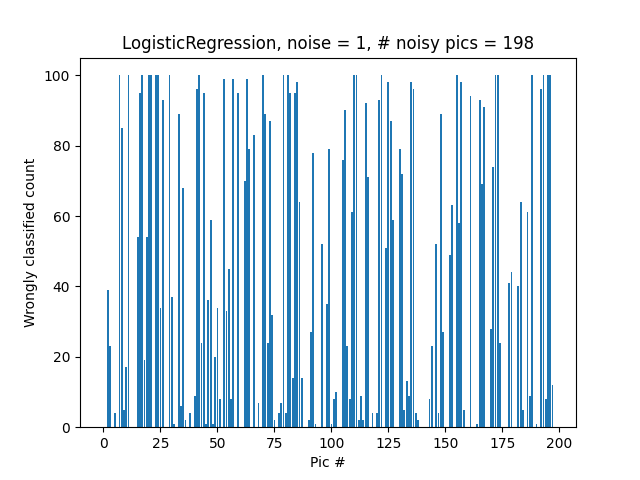 LogisticRegression, noise = 1, # noisy pics = 198
100
80
60
40
20
0
Wrongly classified count
0 25 50 75 100 125 150 175 200
Pic #